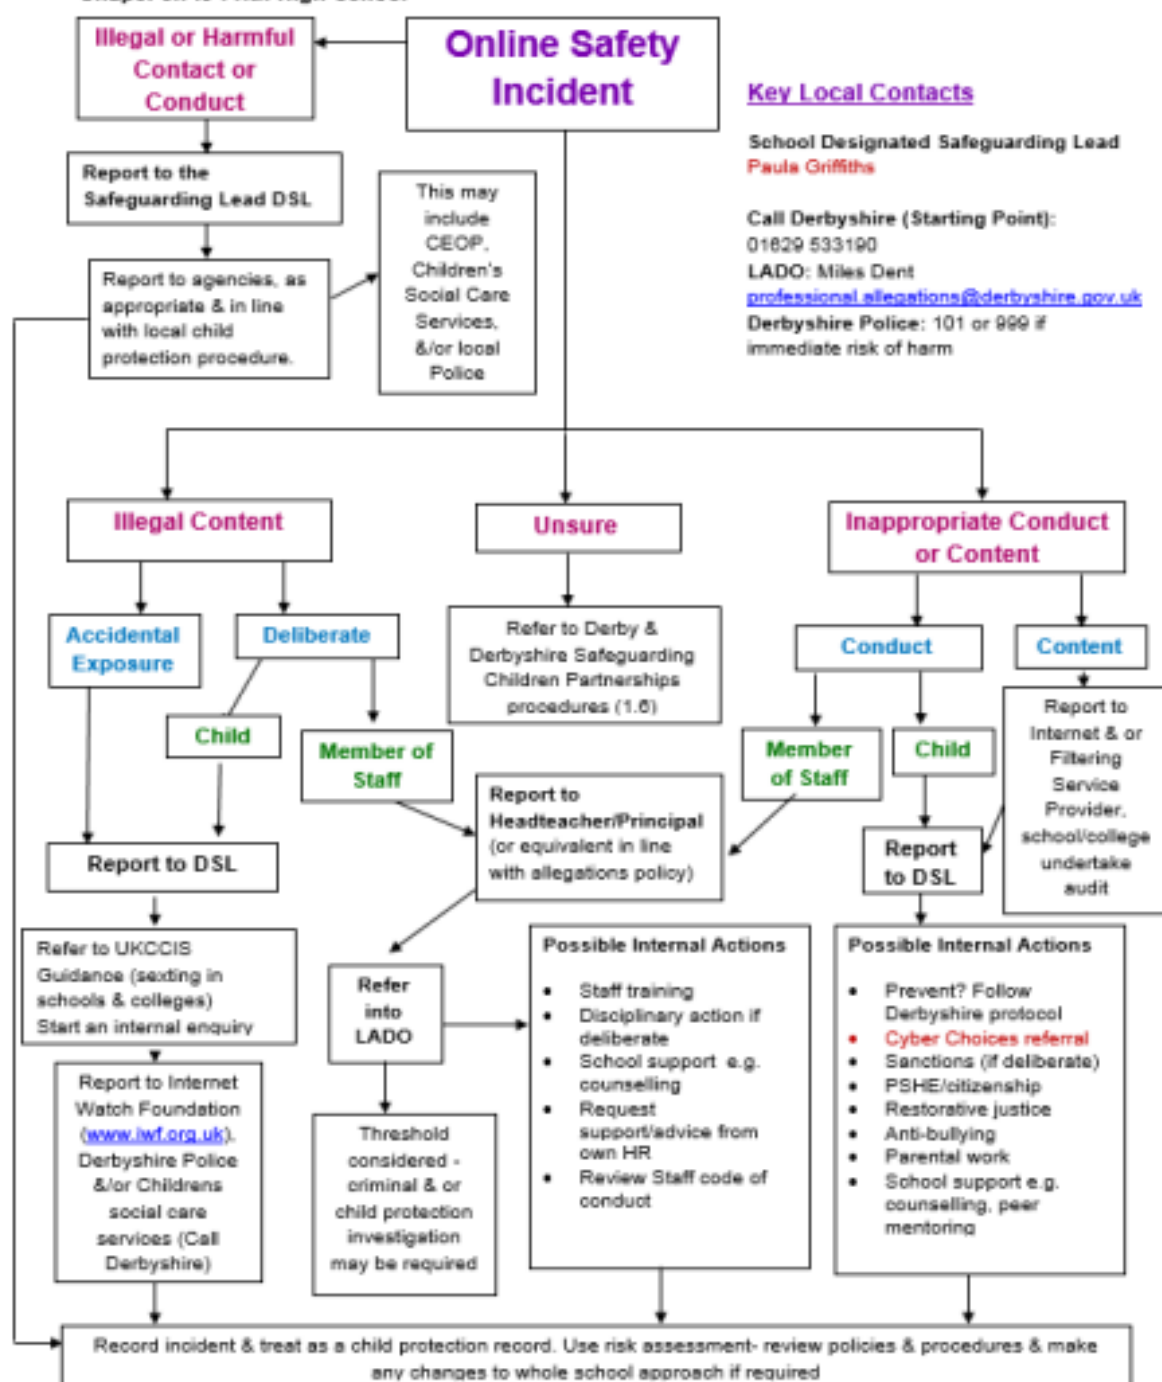 Illegal or Harmful
Contact or
Conduct
Online Safety
Incident
Key Local Contacts
School Designated Safeguarding Lead
Paula Griffiths
Call Derbyshire (Starting Point):
01629 533190
LADO: Miles Dent
professional.allegations@derbyshire.gov.uk
Derbyshire Police: 101 or 999 if
immediate risk of harm
Report to the
Safeguarding Lead DSL
Report to agencies, as
appropriate & in line
with local child
protection procedure.
This may
include
CEOP,
Children's
Social Care
Services,
&/or local
Police
Illegal Content
Unsure
Inappropriate Conduct
or Content
Accidental
Exposure
Deliberate
Child
Member of
Staff
Refer to Derby &
Derbyshire Safeguarding
Children Partnerships
procedures (1.6)
Conduct
Content
Member
of Staff
Child
Report to
Internet & or
Filtering
Service
Provider,
school/college
undertake
audit
Report to DSL
Report to
Headteacher/Principal
(or equivalent in line
with allegations policy)
Report
to DSL
Refer to UKCCIS
Guidance (sexting in
schools & colleges)
Start an internal enquiry
Refer
into
LADO
Possible Internal Actions
• Staff training
• Disciplinary action if
deliberate
• School support e.g.
counselling
• Request
support/advice from
own HR
• Review Staff code of
conduct
Possible Internal Actions
• Prevent? Follow
Derbyshire protocol
• Cyber Choices referral
• Sanctions (if deliberate)
• PSHE/citizenship
• Restorative justice
• Anti-bullying
• Parental work
• School support e.g.
counselling, peer
mentoring
Report to Internet
Watch Foundation
(www.iwf.org.uk),
Derbyshire Police
&/or Childrens
social care
services (Call
Derbyshire)
Threshold
considered -
criminal & or
child protection
investigation
may be required
Record incident & treat as a child protection record. Use risk assessment- review policies & procedures & make
any changes to whole school approach if required